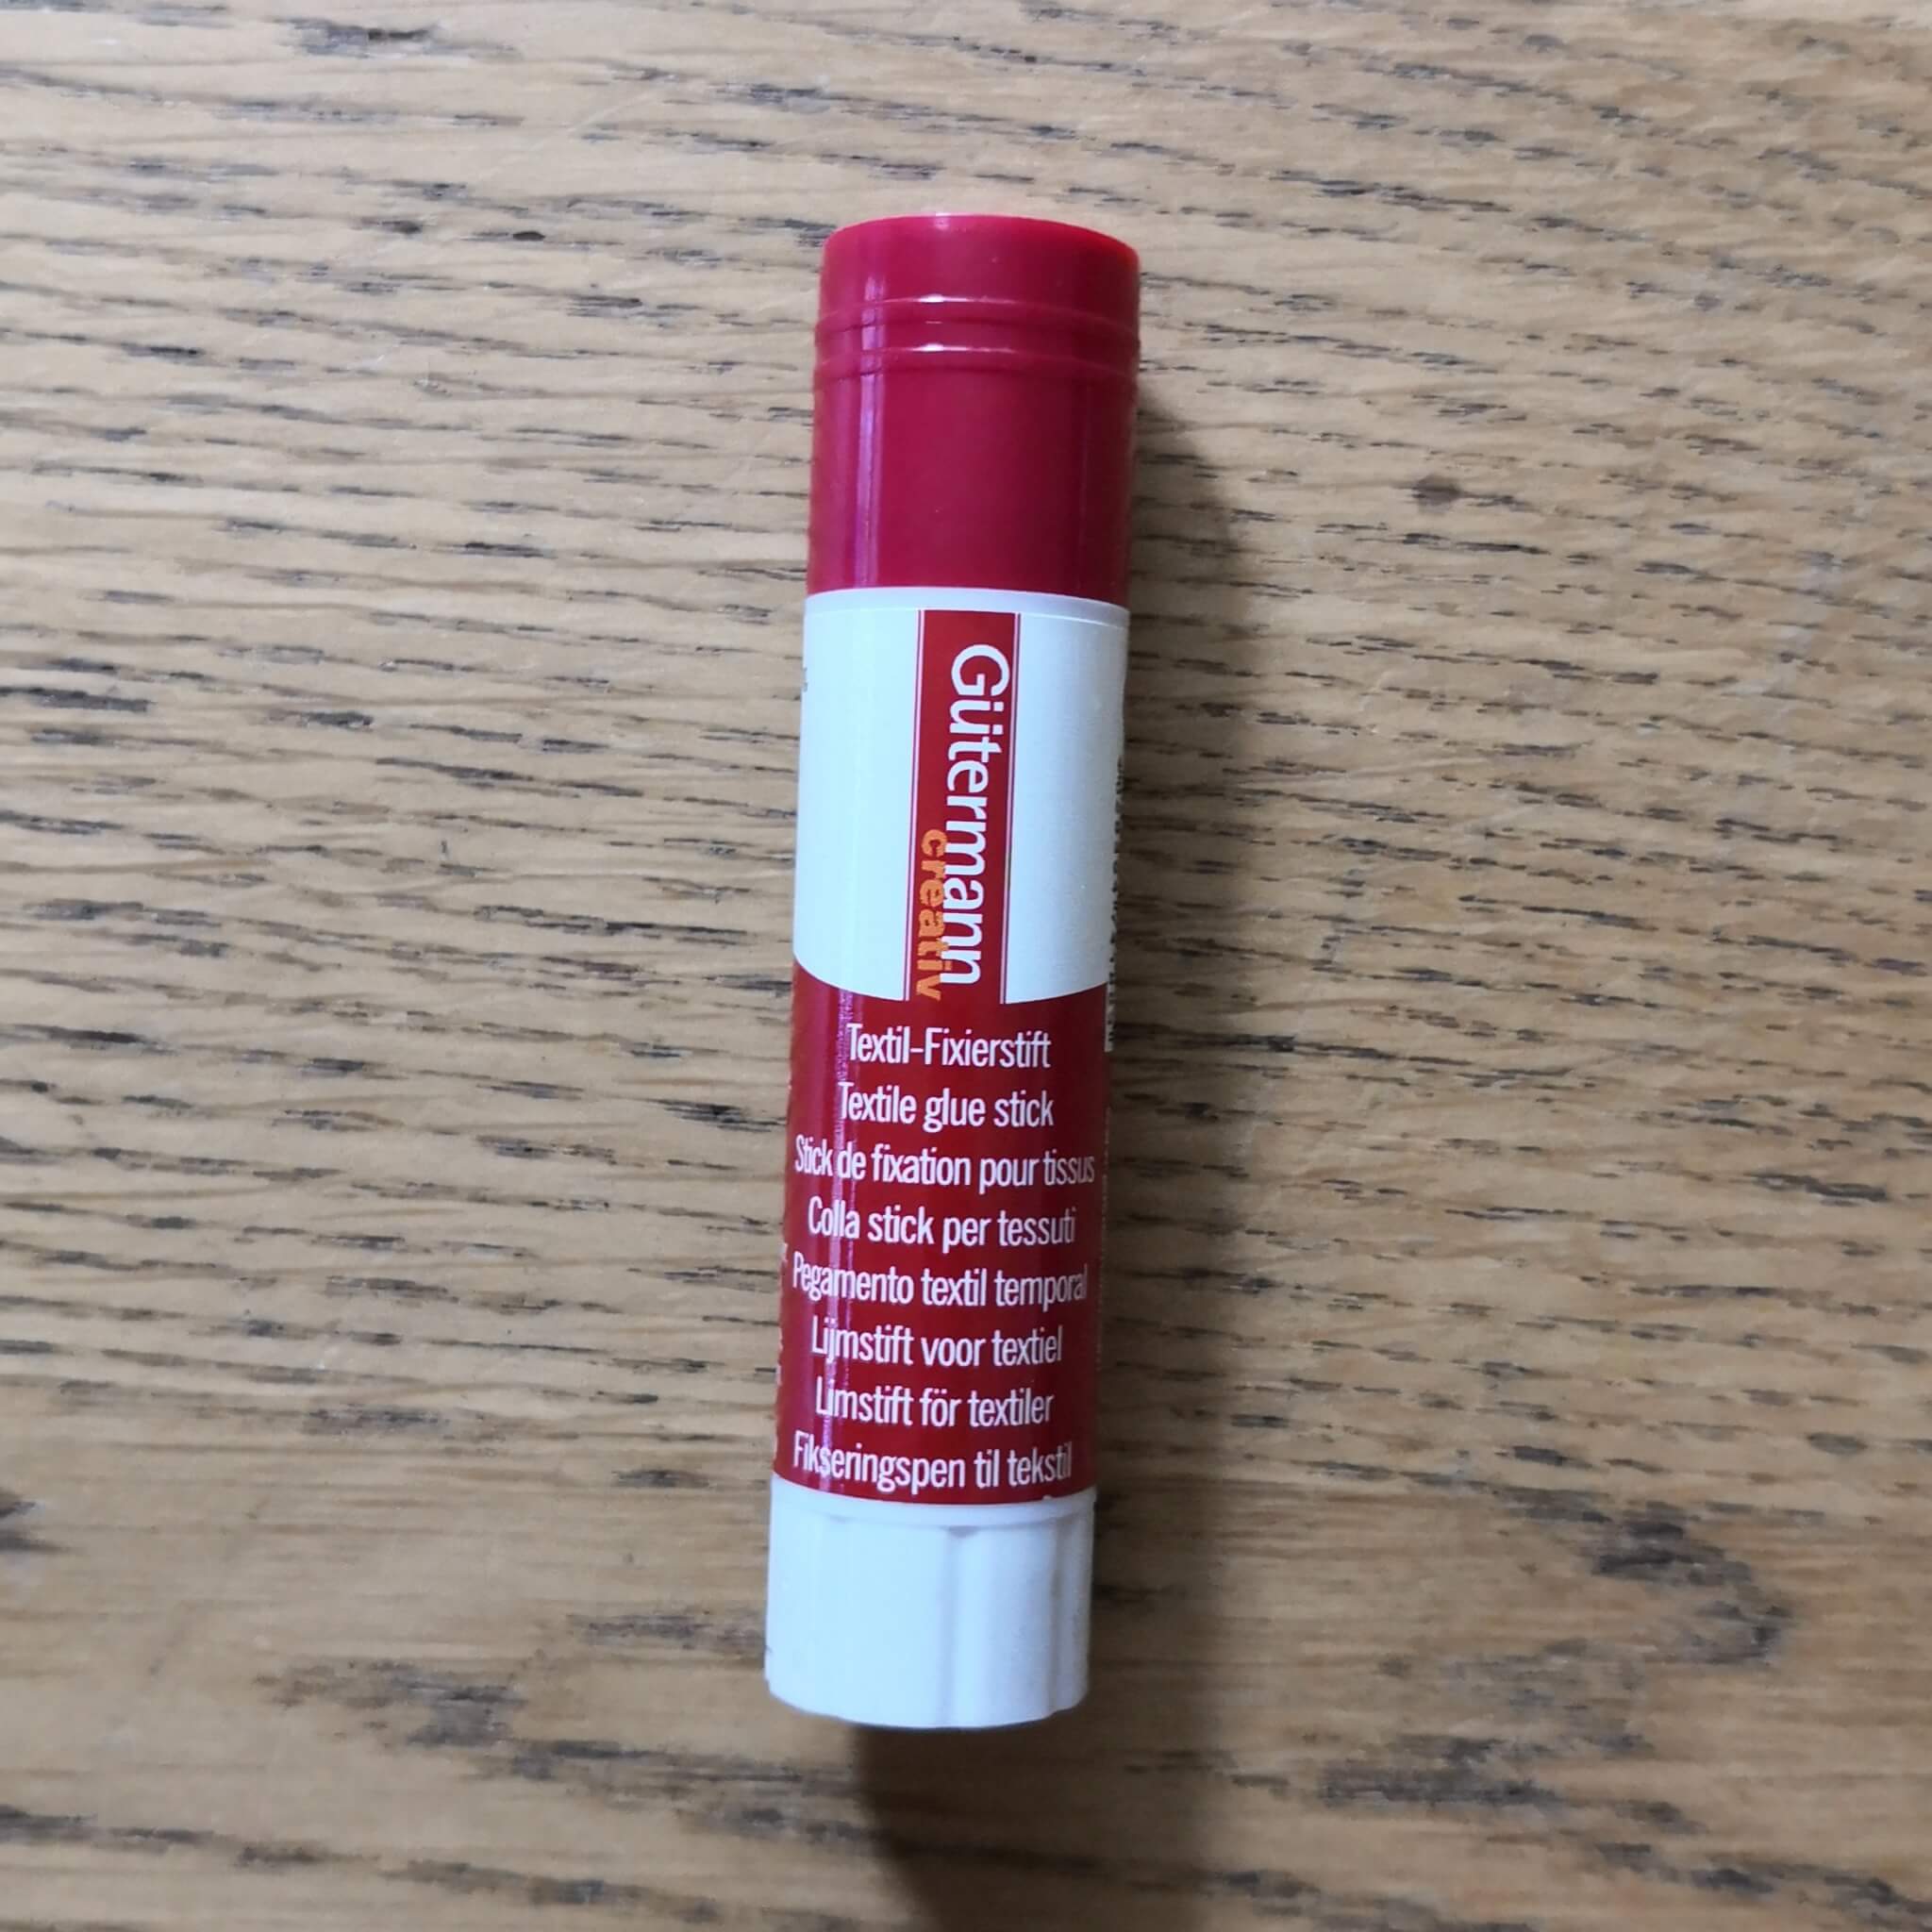 Gütermann
creativ
Textil-Fixierstift
Textile glue stick
Stick de fixation pour tissus
Colla stick per tessuti
Pegamento textil temporal
Lijmstift voor textiel
Limstift för textiler
Fikseringspen til tekstil